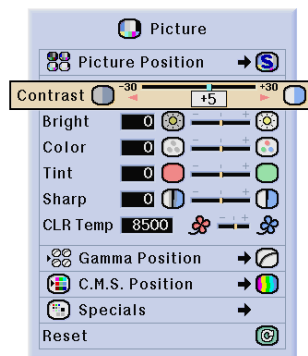 Picture
Picture Position S
Contrast -30 +5 +30
Bright 0
Color 0
Tint 0
Sharp 0
CLR Temp 8500
Gamma Position
C.M.S. Position
Specials
Reset